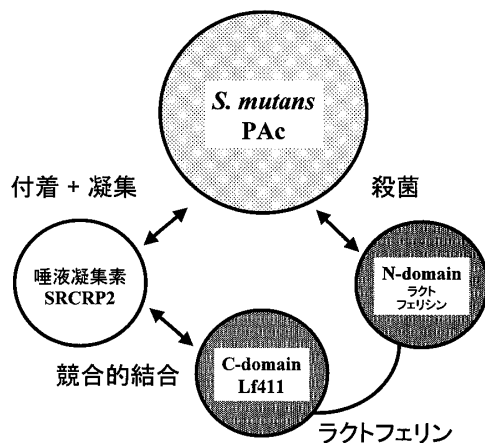 S. mutans
PAc
付着 + 凝集
殺菌
唾液凝集素
SRCRP2
N-domain
ラクト
フェリシン
競合的結合
C-domain
Lf411
ラクトフェリン